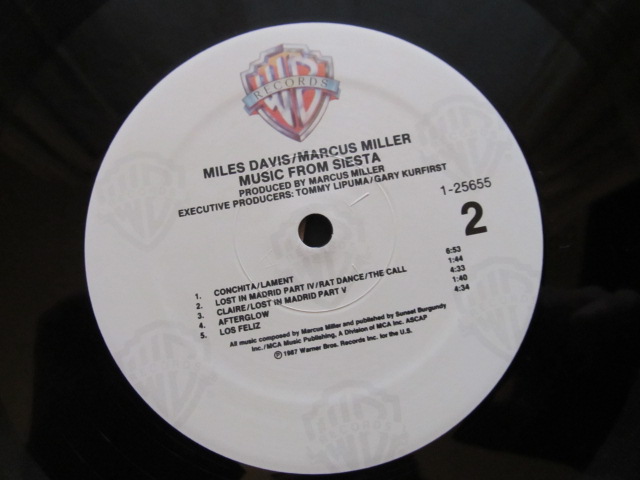 WB
RECORDS
MILES DAVIS/MARCUS MILLER
MUSIC FROM SIESTA
PRODUCED BY MARCUS MILLER
EXECUTIVE PRODUCERS: TOMMY LIPUMA/GARY KURFIRST
1-25655
2
1. CONCHITA/LAMENT 6:53
2. LOST IN MADRID PART IV/RAT DANCE/THE CALL 1:44
3. CLAIRE/LOST IN MADRID PART V 4:33
4. AFTERGLOW 1:40
5. LOS FELIZ 4:34
All music composed by Marcus Miller and published by Sunset Burgundy
Inc./MCA Music Publishing, A Division of MCA Inc. ASCAP
℗ 1987 Warner Bros. Records Inc. for the U.S.